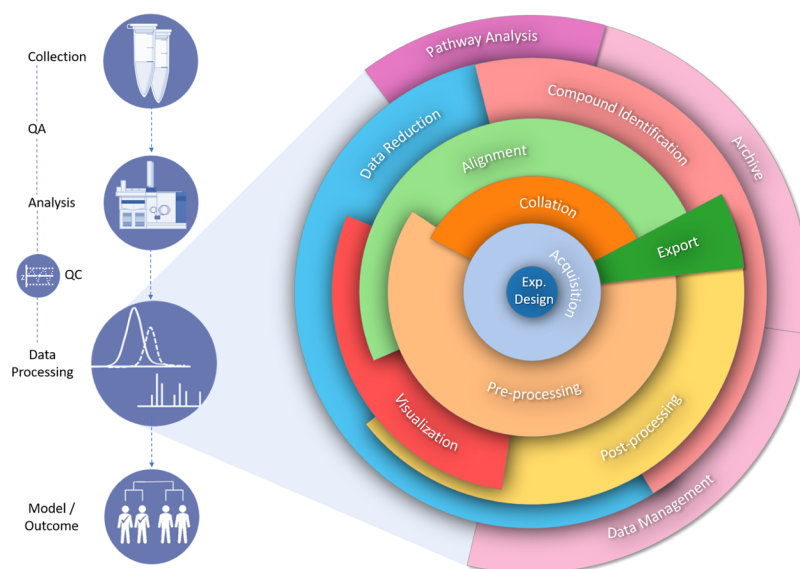 Collection
QA
Analysis
QC
Data
Processing
Model /
Outcome
Pathway Analysis
Archive
Data Management
Data Reduction
Compound Identification
Alignment
Collation
Export
Acquisition
Exp.
Design
Pre-processing
Visualization
Post-processing